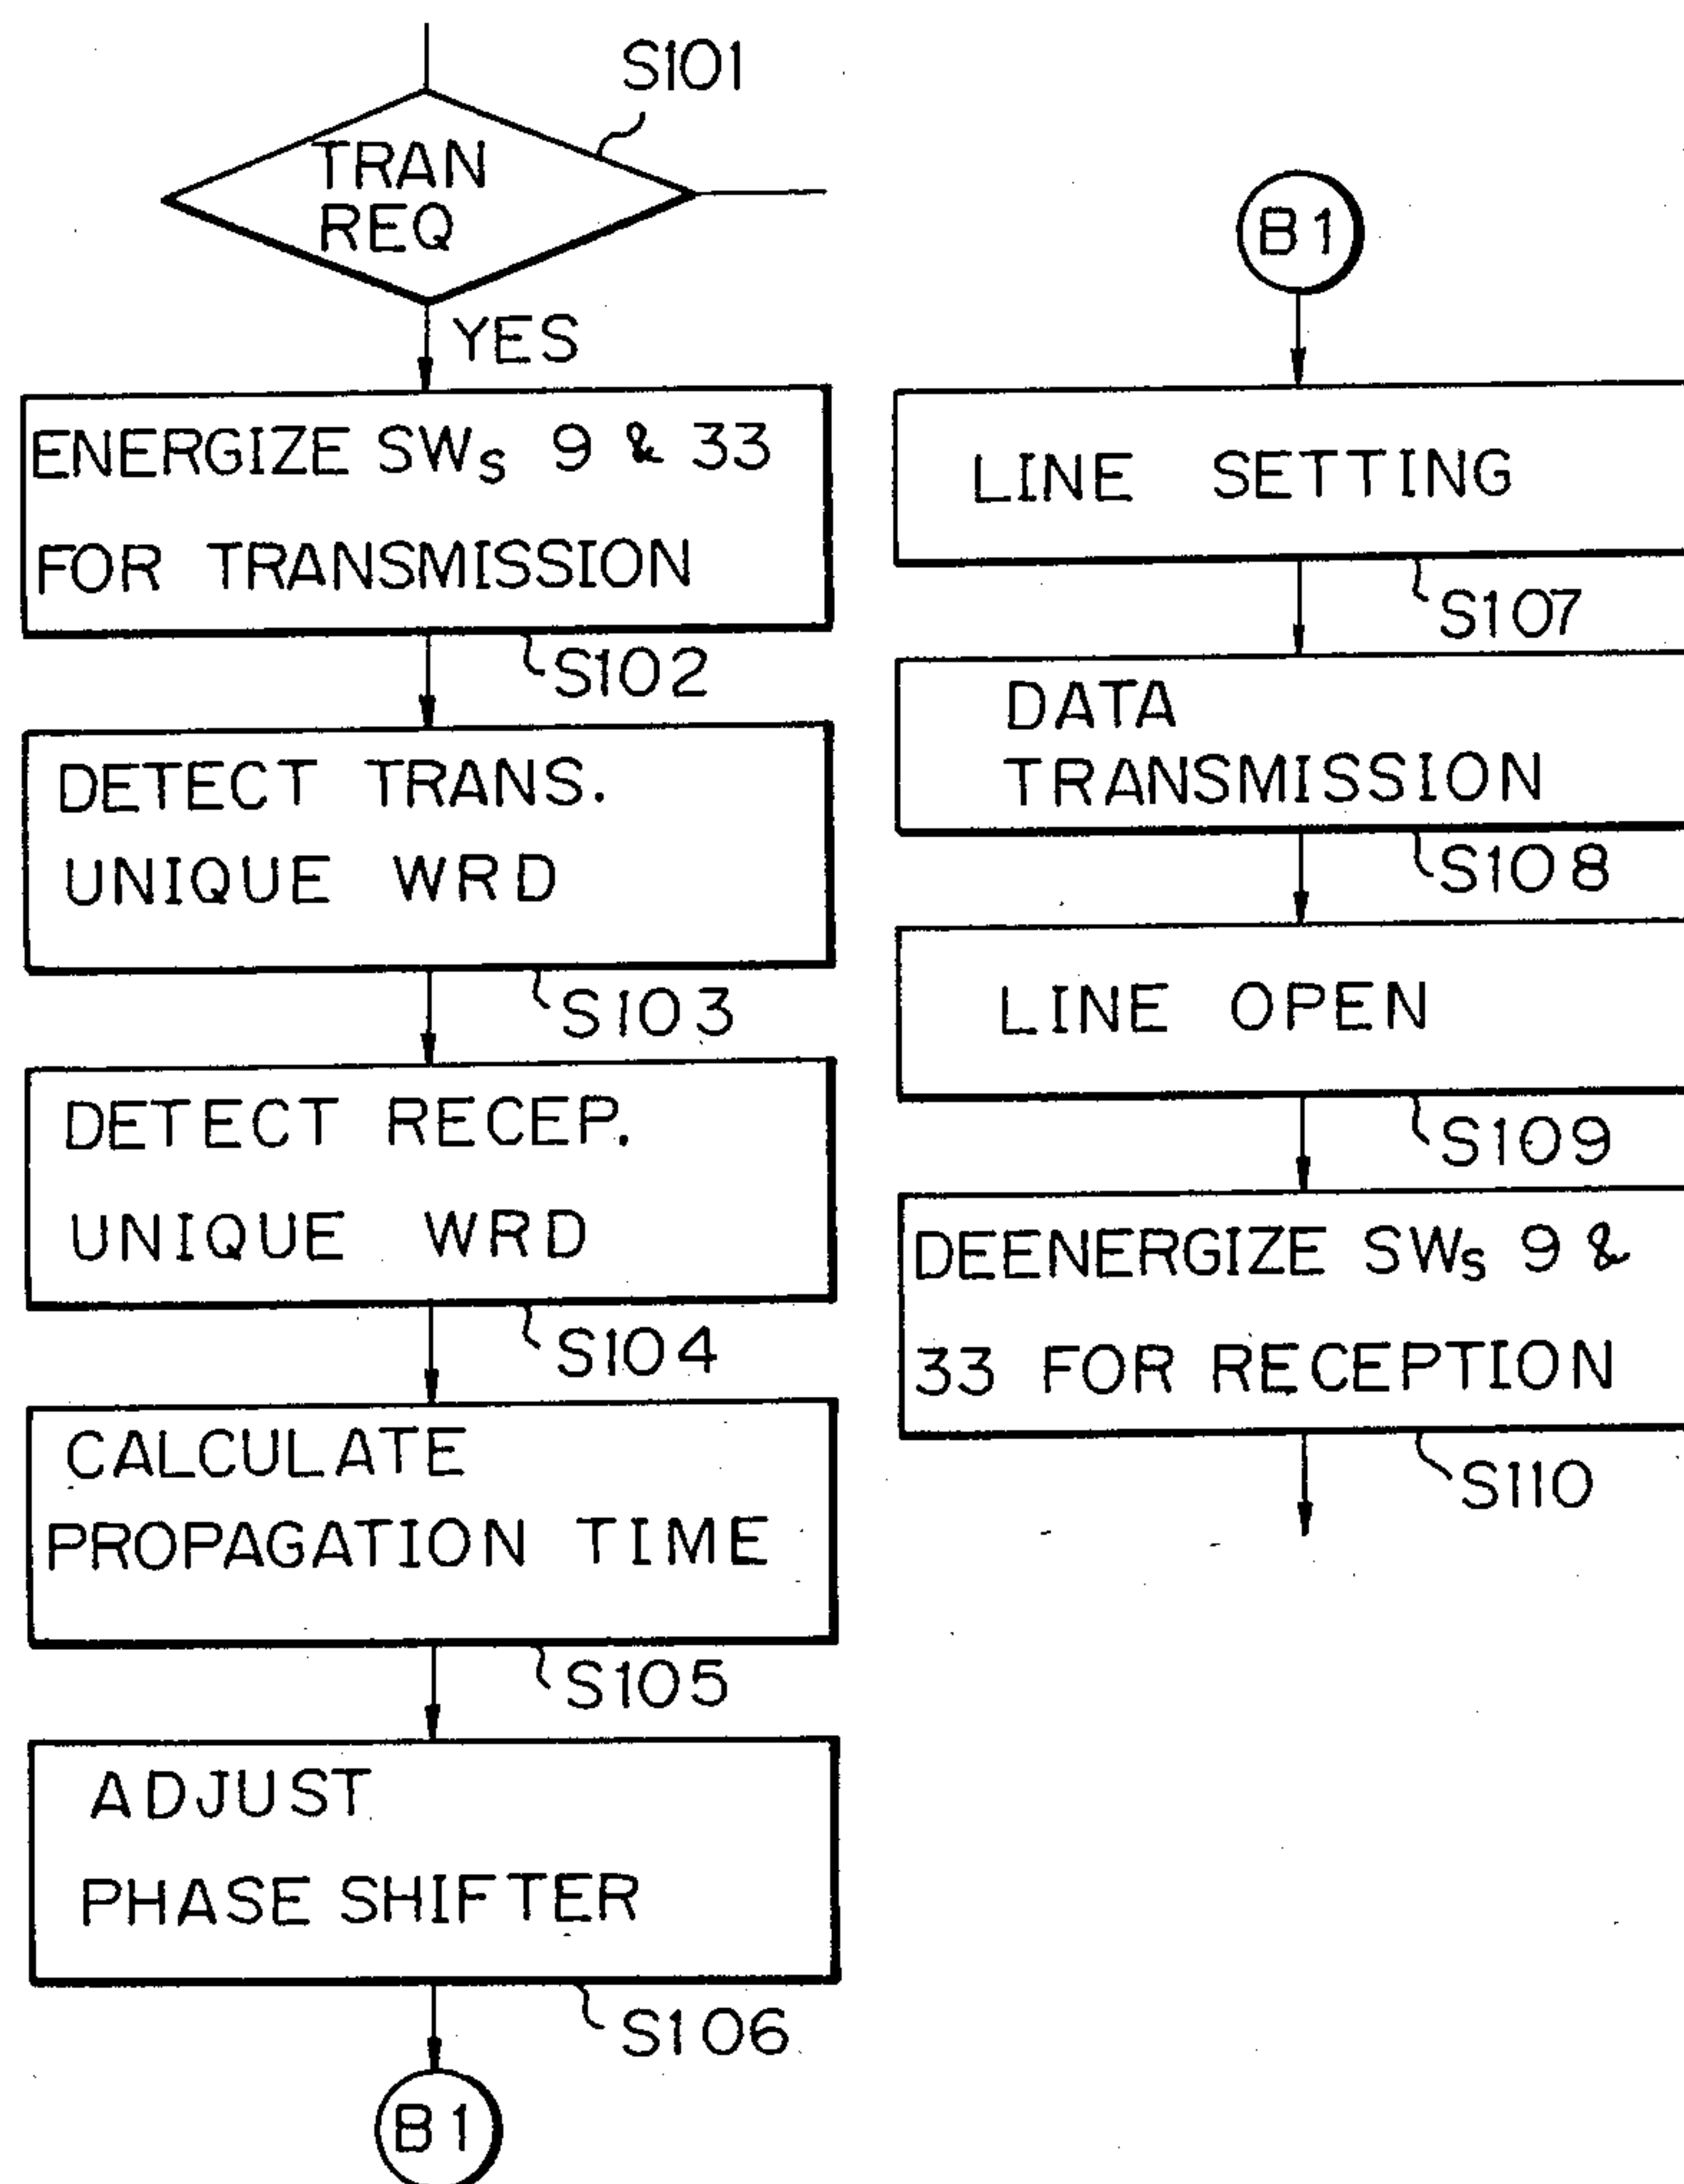 S101
TRAN
REQ
YES
ENERGIZE SWs 9 & 33
FOR TRANSMISSION
S102
DETECT TRANS.
UNIQUE WRD
S103
DETECT RECEP.
UNIQUE WRD
S104
CALCULATE
PROPAGATION TIME
S105
ADJUST
PHASE SHIFTER
S106
B1
B1
LINE SETTING
S107
DATA
TRANSMISSION
S108
LINE OPEN
S109
DEENERGIZE SWs 9 &
33 FOR RECEPTION
S110